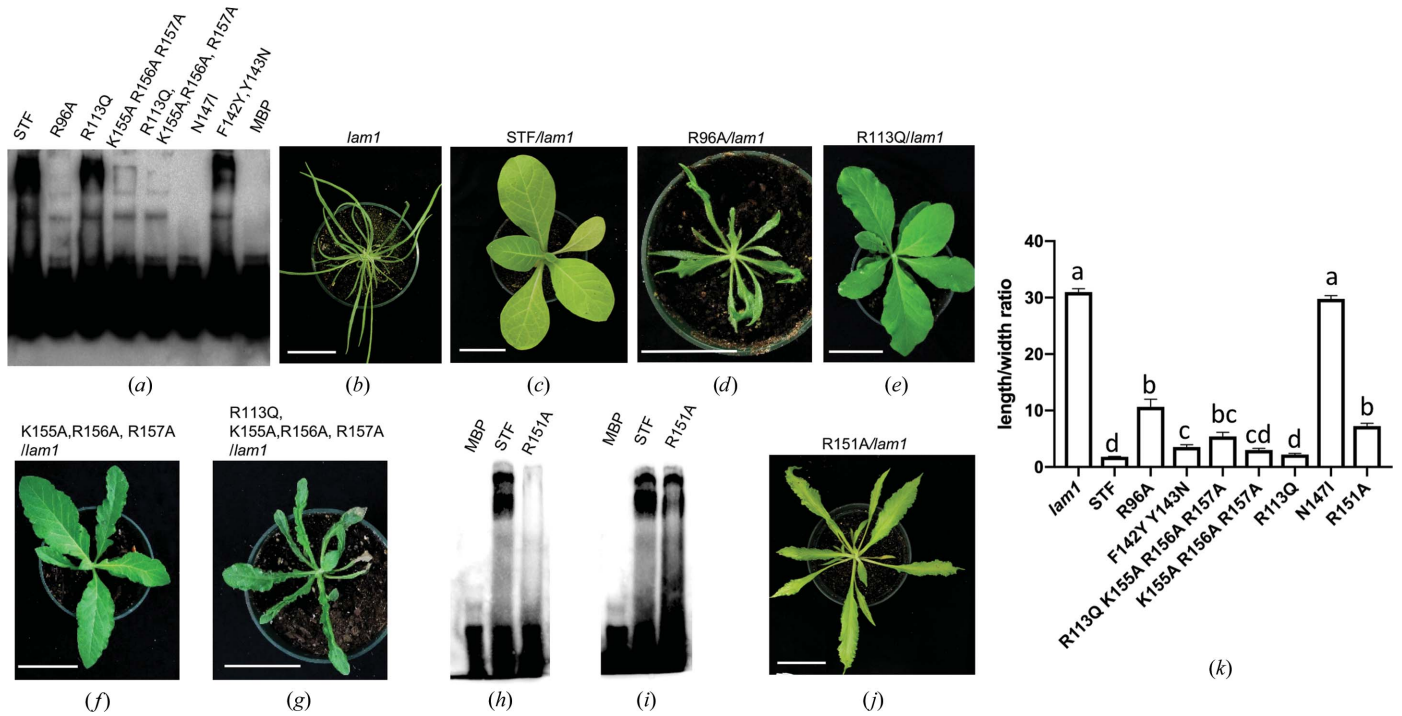 STF
R96A
R113Q
K155A R156A R157A
R113Q,
K155A,R156A, R157A
N147I
F142Y,Y143N
MBP
(a)
lam1
(b)
STF/lam1
(c)
R96A/lam1
(d)
R113Q/lam1
(e)
K155A,R156A, R157A
/lam1
(f)
R113Q,
K155A,R156A, R157A
/lam1
(g)
MBP
STF
R151A
(h)
MBP
STF
R151A
(i)
R151A/lam1
(j)
length/width ratio
40
30
20
10
0
a
d
b
c
bc
cd
d
a
b
lam1
STF
R96A
F142Y Y143N
R113Q K155A R156A R157A
K155A R156A R157A
R113Q
N147I
R151A
(k)